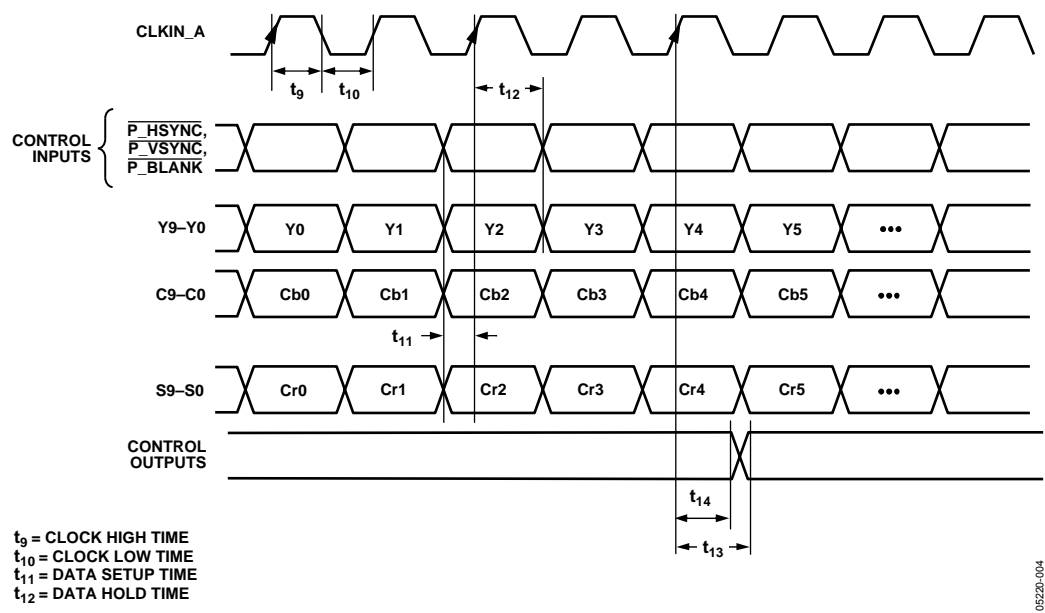 CLKIN_A
t9
t10
t12
CONTROL
INPUTS
P_HSYNC,
P_VSYNC,
P_BLANK
Y9–Y0
Y0
Y1
Y2
Y3
Y4
Y5
•••
C9–C0
Cb0
Cb1
Cb2
Cb3
Cb4
Cb5
•••
t11
S9–S0
Cr0
Cr1
Cr2
Cr3
Cr4
Cr5
•••
CONTROL
OUTPUTS
t14
t13
t9 = CLOCK HIGH TIME
t10 = CLOCK LOW TIME
t11 = DATA SETUP TIME
t12 = DATA HOLD TIME
05220-004